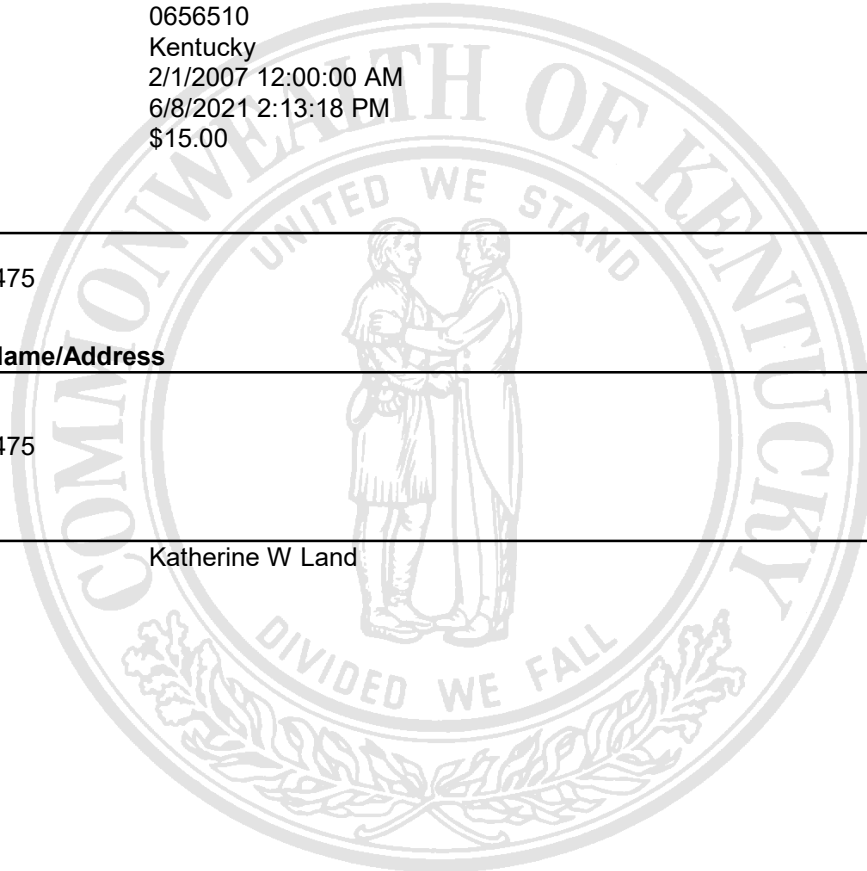 0656510
Kentucky
2/1/2007 12:00:00 AM
6/8/2021 2:13:18 PM
$15.00
COMMONWEALTH OF KENTUCKY
UNITED WE STAND
475
Name/Address
475
Katherine W Land
DIVIDED WE FALL